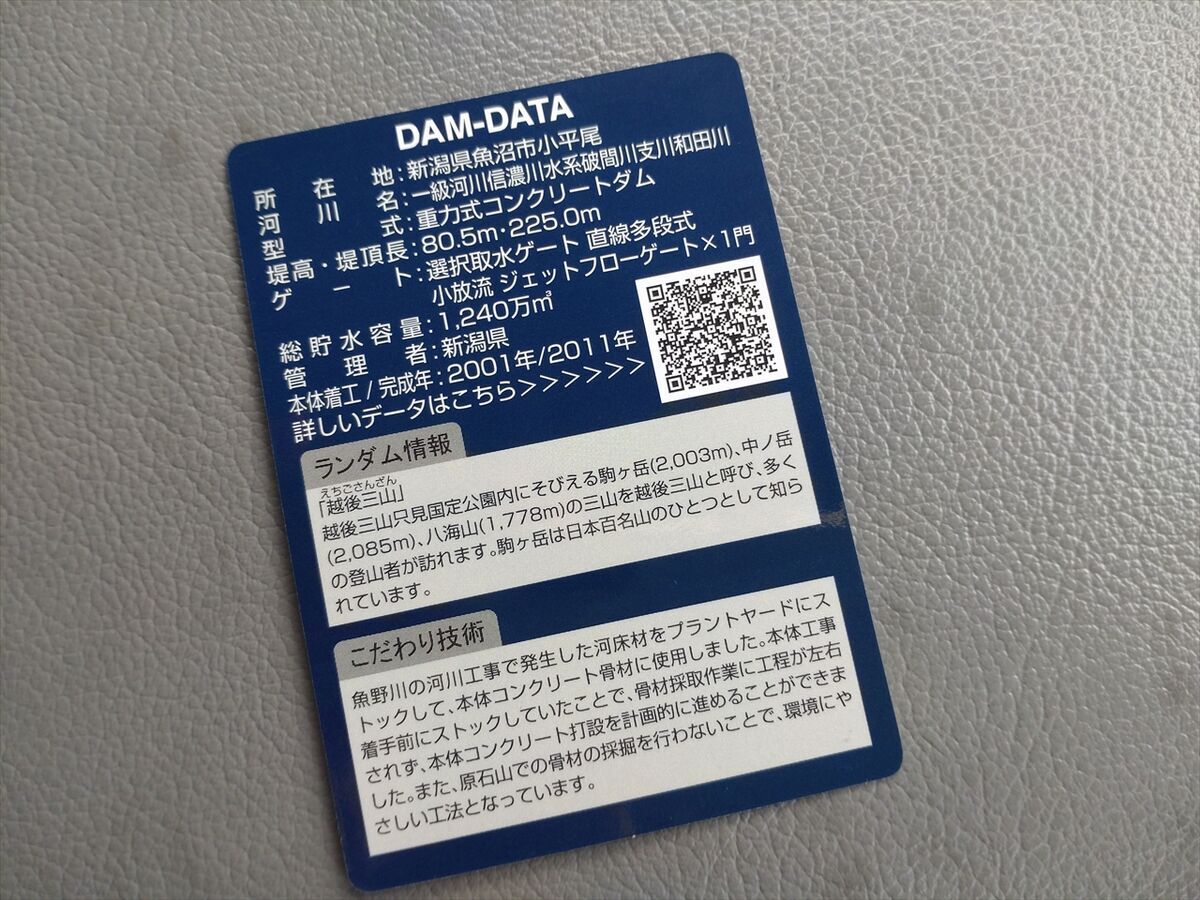 DAM-DATA
所在地:新潟県魚沼市小平尾
河川名:一級河川信濃川水系破間川支川和田川
型式:重力式コンクリートダム
堤高・堤頂長:80.5m・225.0m
ゲート:選択取水ゲート 直線多段式
小放流 ジェットフローゲート×1門
総貯水容量:1,240万㎥
管理者:新潟県
本体着工/完成年:2001年/2011年
詳しいデータはこちら>>>>>>
ランダム情報
えちごさんざん
「越後三山」
越後三山只見国定公園内にそびえる駒ヶ岳(2,003m)、中ノ岳
(2,085m)、八海山(1,778m)の三山を越後三山と呼び、多く
の登山者が訪れます。駒ヶ岳は日本百名山のひとつとして知ら
れています。
こだわり技術
魚野川の河川工事で発生した河床材をプラントヤードにス
トックして、本体コンクリート骨材に使用しました。本体工事
着手前にストックしていたことで、骨材採取作業に工程が左右
されず、本体コンクリート打設を計画的に進めることができま
した。また、原石山での骨材の採掘を行わないことで、環境にや
さしい工法となっています。